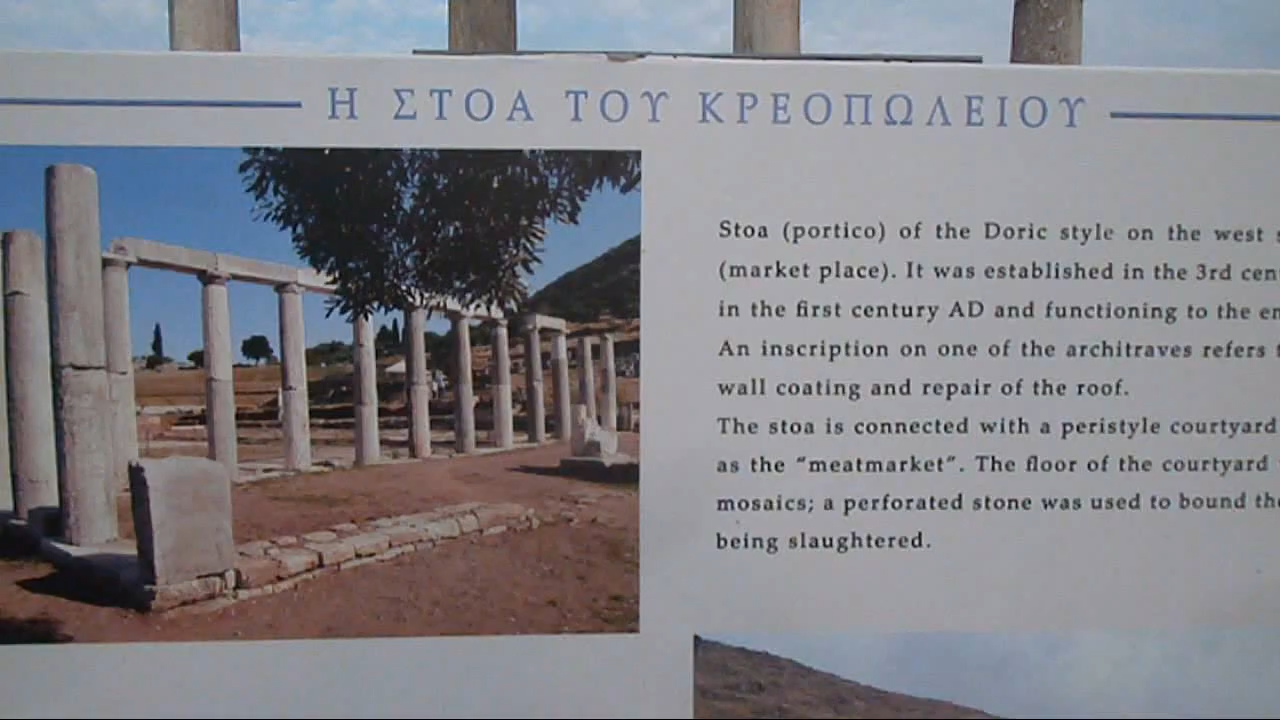 Η ΣΤΟΑ ΤΟΥ ΚΡΕΟΠΩΛΕΙΟΥ
Stoa (portico) of the Doric style on the west
(market place). It was established in the 3rd
in the first century AD and functioning to the
An inscription on one of the architraves refers
wall coating and repair of the roof.
The stoa is connected with a peristyle courtyard
as the “meatmarket”. The floor of the courtyard
mosaics; a perforated stone was used to bound
being slaughtered.